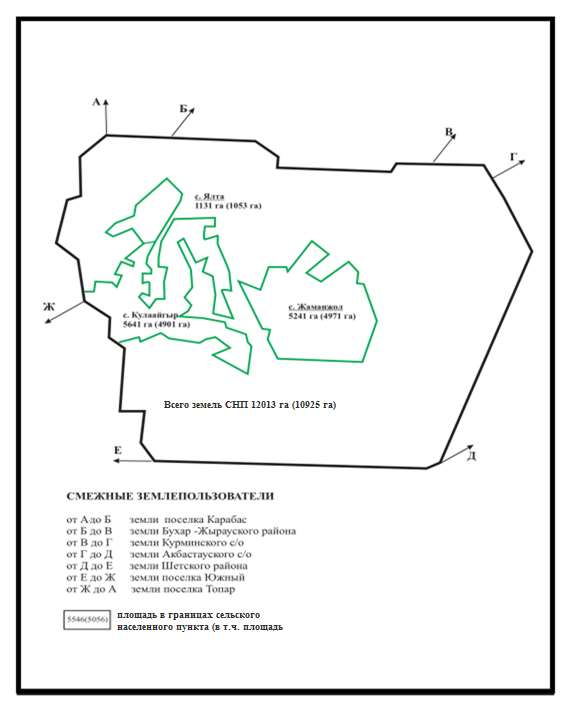 А
Б
В
Г
с. Ялта
1131 га (1053 га)
Ж
с. Кулаайгыр
5641 га (4901 га)
с. Жаманжол
5241 га (4971 га)
Всего земель СНП 12013 га (10925 га)
Е
Д
СМЕЖНЫЕ ЗЕМЛЕПОЛЬЗОВАТЕЛИ
от Адо Б земли поселка Карабас
от Б до В земли Бухар -Жырауского района
от В до Г земли Курминского с/о
от Г до Д земли Акбастауского с/о
от Д до Е земли Шетского района
от Е до Ж земли поселка Южный
от Ж до А земли поселка Топар
5546(5056)
площадь в границах сельского
населенного пункта (в т.ч. площадь